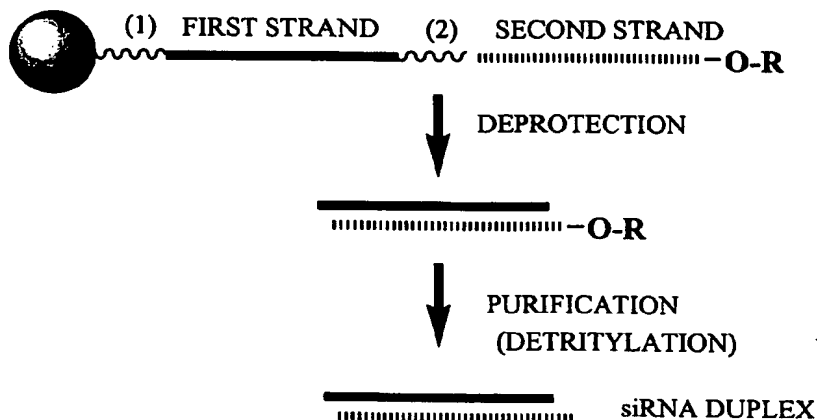 (1) FIRST STRAND (2) SECOND STRAND
-O-R
DEPROTECTION
-O-R
PURIFICATION
(DETRITYLATION)
siRNA DUPLEX